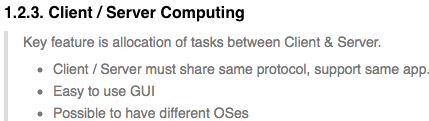 1.2.3. Client / Server Computing
Key feature is allocation of tasks between Client & Server.
• Client / Server must share same protocol, support same app.
• Easy to use GUI
• Possible to have different OSes